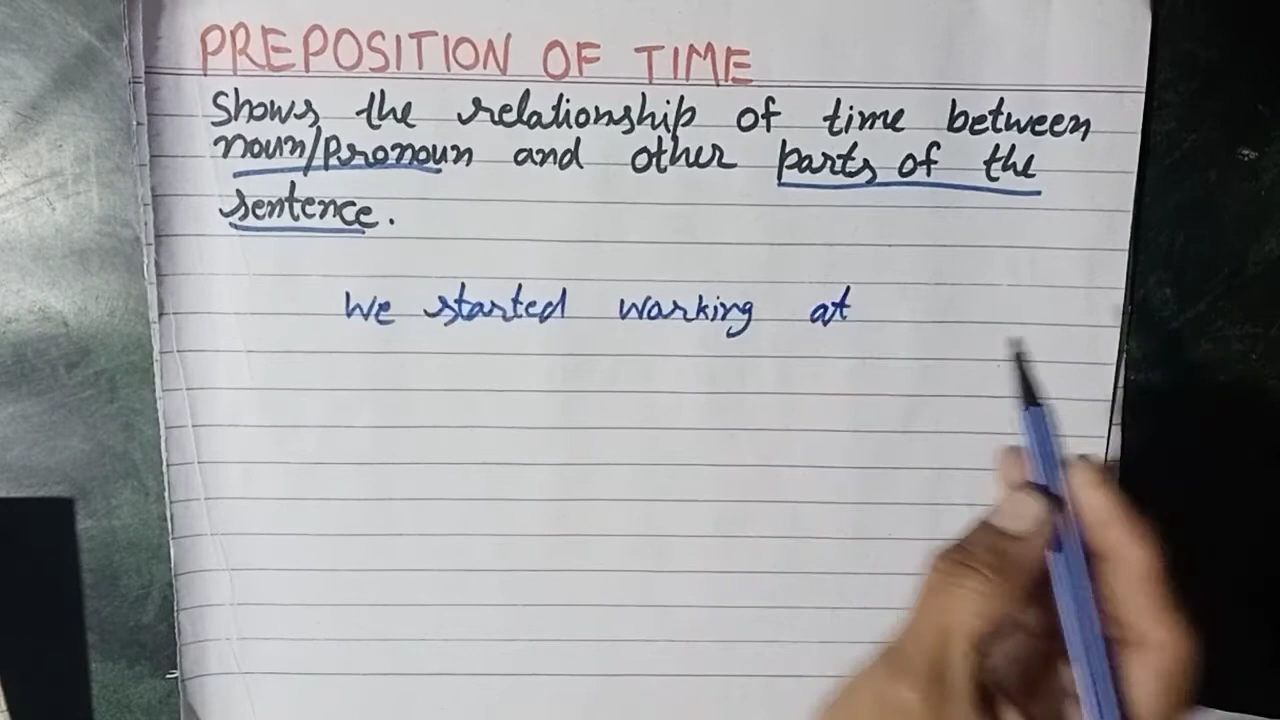 PREPOSITION OF TIME
Shows the relationship of time between
noun/Pronoun and other parts of the
sentence.
We started working at